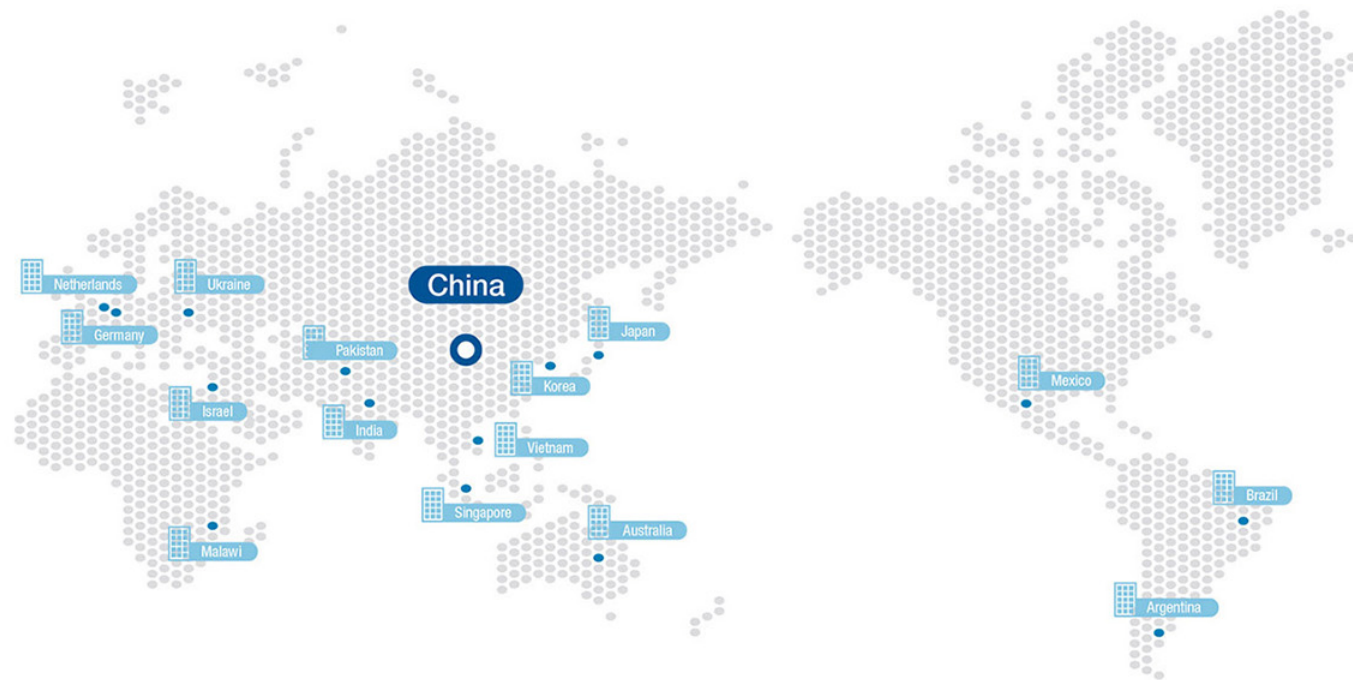 Netherlands
Ukraine
China
Germany
Japan
Pakistan
Korea
Mexico
Israel
India
Vietnam
Brazil
Singapore
Australia
Malawi
Argentina